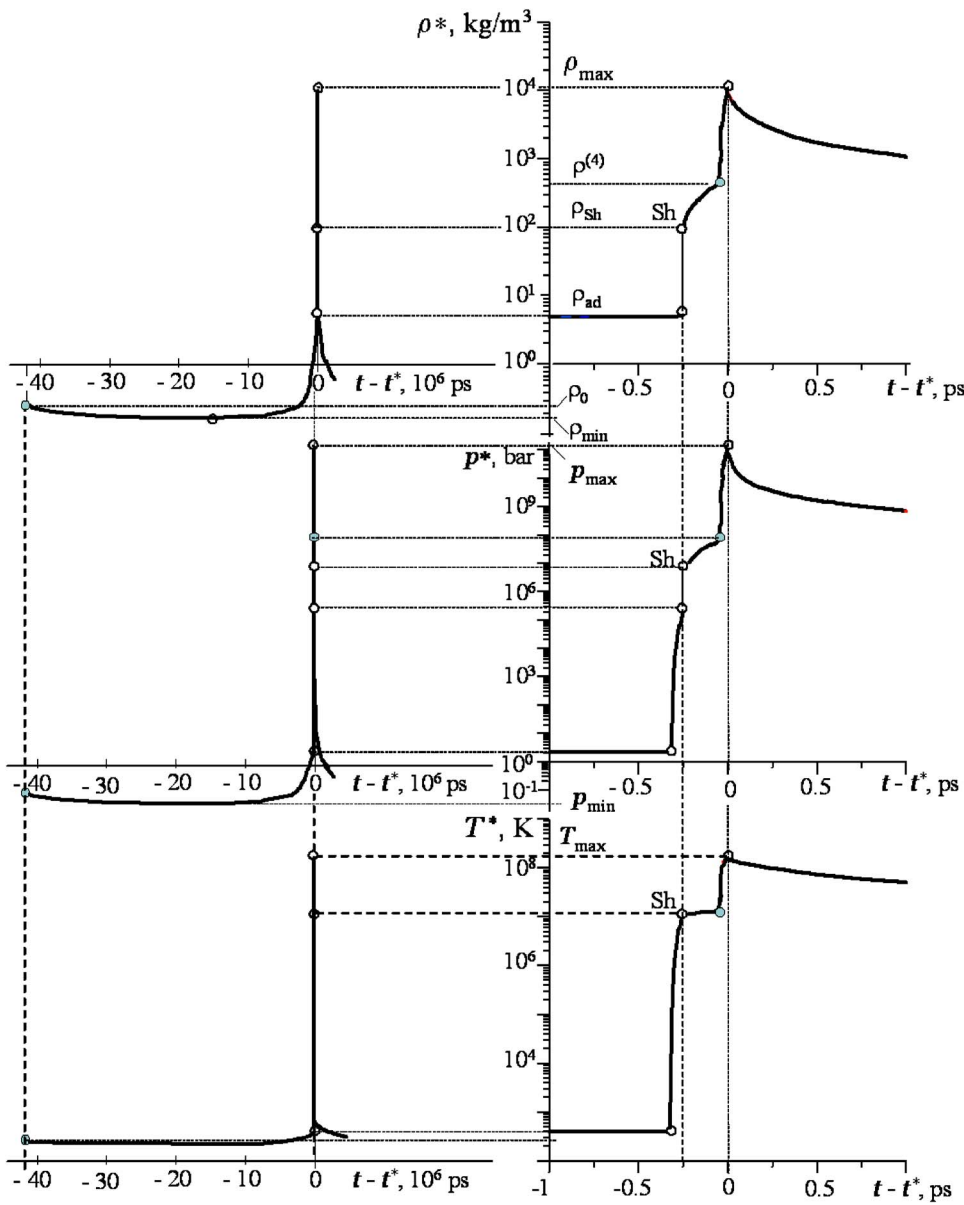 ρ*, kg/m³
10⁴
ρmax
10³
ρ⁽⁴⁾
10²
ρSh
Sh
10¹
ρad
10⁰
- 40 - 30 - 20 - 10 0 t - t*, 10⁶ ps
-0.5 0 0.5 t - t*, ps
ρ0
ρmin
p*, bar
pmax
10⁹
Sh
10⁶
10³
10⁰
- 40 - 30 - 20 - 10 0 t - t*, 10⁶ ps
-0.5 0 0.5 t - t*, ps
10⁻¹
pmin
T*, K
Tmax
10⁸
Sh
10⁶
10⁴
- 40 - 30 - 20 - 10 0 t - t*, 10⁶ ps
-1 -0.5 0 0.5 t - t*, ps